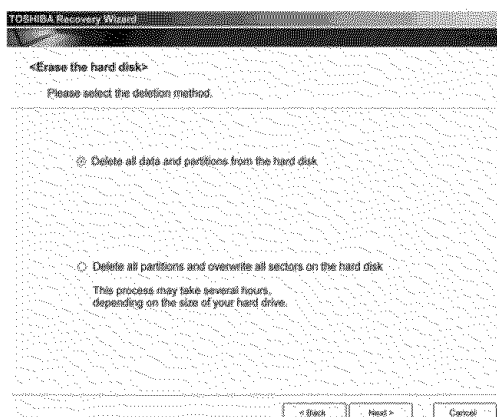 TOSHIBA Recovery Wizard
<Erase the hard disk>
Please select the deletion method.
Delete all data and partitions from the hard disk
Delete all partitions and overwrite all sectors on the hard disk
This process may take several hours,
depending on the size of your hard drive.
< Back Next > Cancel